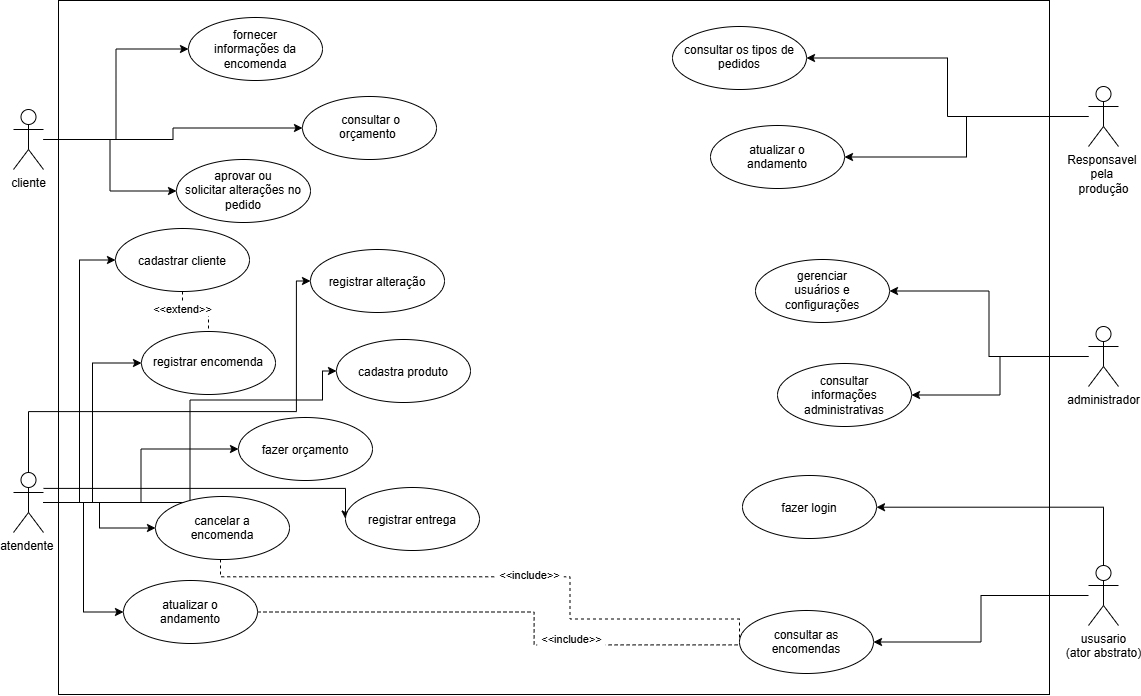 fornecer
informações da
encomenda
consultar os tipos de
pedidos
consultar o
orçamento
cliente
atualizar o
andamento
Responsavel
pela
produção
aprovar ou
solicitar alterações no
pedido
cadastrar cliente
registrar alteração
gerenciar
usuários e
configurações
<<extend>>
registrar encomenda
cadastra produto
consultar
informações
administrativas
administrador
fazer orçamento
fazer login
cancelar a
encomenda
registrar entrega
atendente
<<include>>
atualizar o
andamento
<<include>>
consultar as
encomendas
ususario
(ator abstrato)